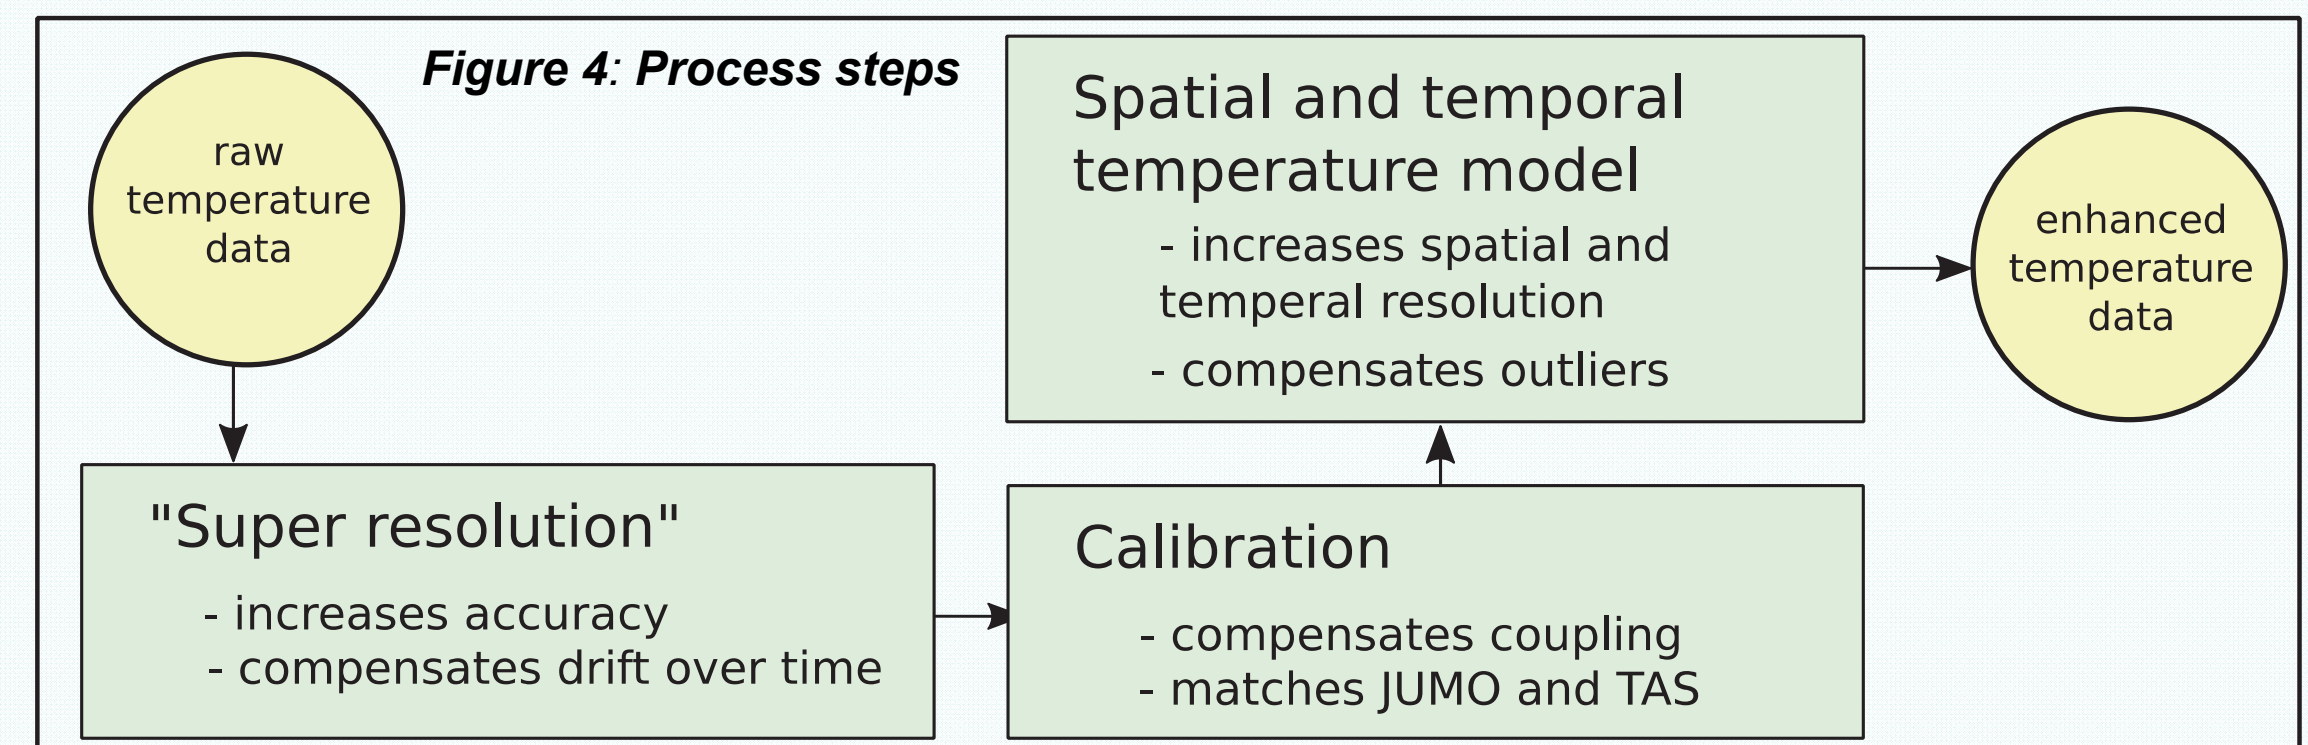 Figure 4: Process steps
raw
temperature
data
"Super resolution"
- increases accuracy
- compensates drift over time
Calibration
- compensates coupling
- matches JUMO and TAS
Spatial and temporal
temperature model
- increases spatial and
temperal resolution
- compensates outliers
enhanced
temperature
data